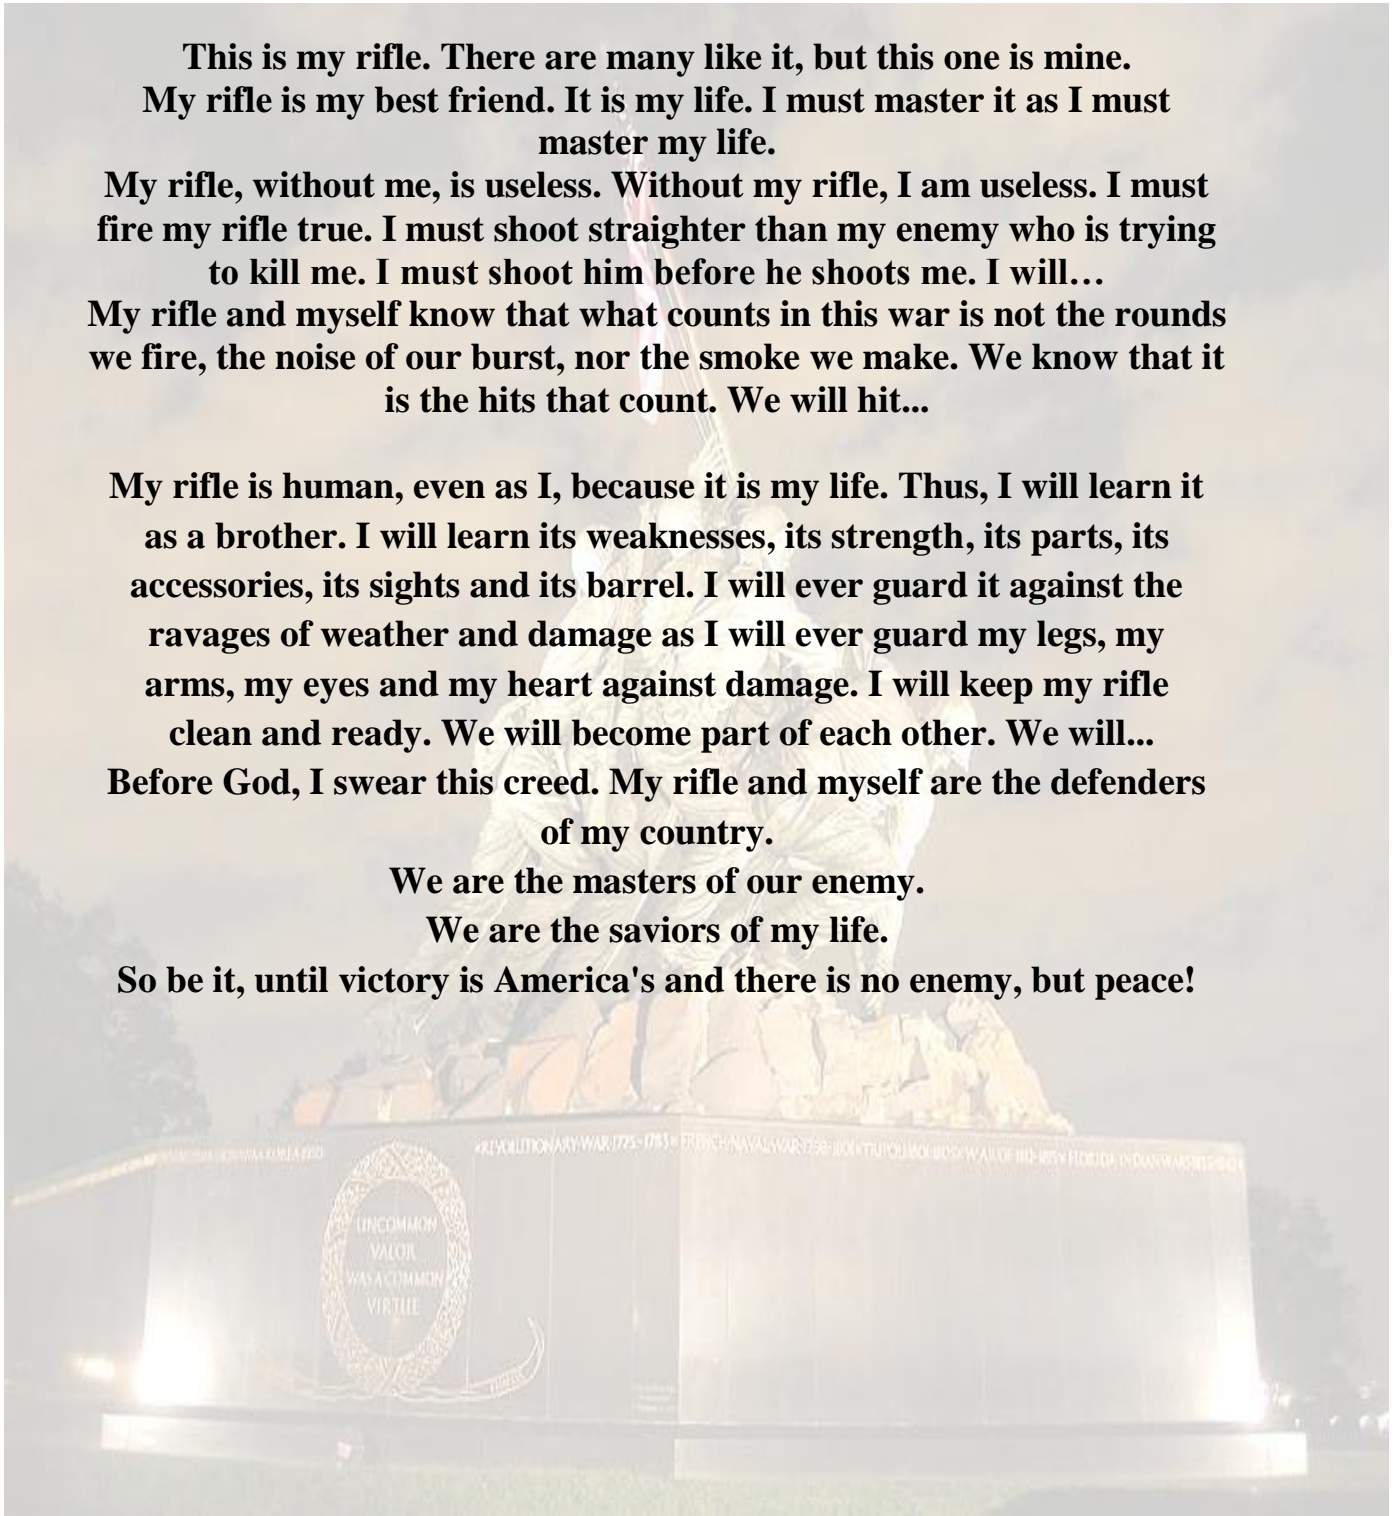 This is my rifle. There are many like it, but this one is mine.
My rifle is my best friend. It is my life. I must master it as I must
master my life.
My rifle, without me, is useless. Without my rifle, I am useless. I must
fire my rifle true. I must shoot straighter than my enemy who is trying
to kill me. I must shoot him before he shoots me. I will…
My rifle and myself know that what counts in this war is not the rounds
we fire, the noise of our burst, nor the smoke we make. We know that it
is the hits that count. We will hit...
My rifle is human, even as I, because it is my life. Thus, I will learn it
as a brother. I will learn its weaknesses, its strength, its parts, its
accessories, its sights and its barrel. I will ever guard it against the
ravages of weather and damage as I will ever guard my legs, my
arms, my eyes and my heart against damage. I will keep my rifle
clean and ready. We will become part of each other. We will...
Before God, I swear this creed. My rifle and myself are the defenders
of my country.
We are the masters of our enemy.
We are the saviors of my life.
So be it, until victory is America's and there is no enemy, but peace!
REVOLUTIONARY WAR 1775-1783 FRENCH NAVAL WAR WAR OF
UNCOMMON
VALOR
WAS A COMMON
VIRTUE